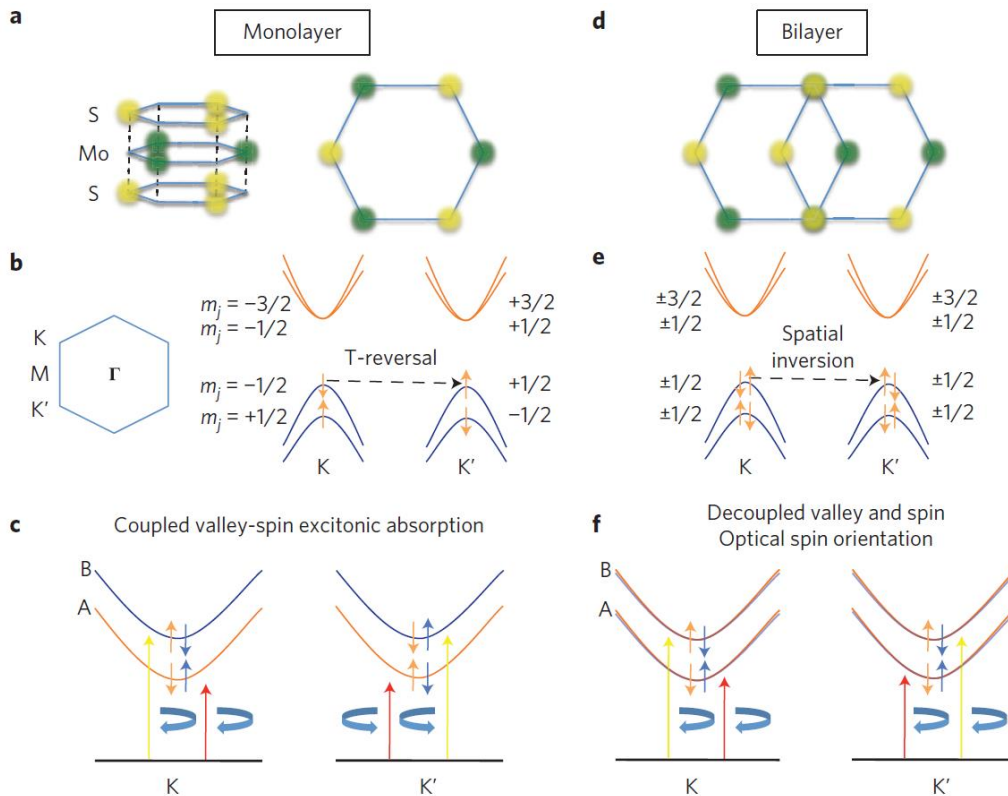 a
Monolayer
S
Mo
S
d
Bilayer
b
K
M
K′
Γ
m_j = −3/2
m_j = −1/2
+3/2
+1/2
T-reversal
m_j = −1/2
m_j = +1/2
+1/2
−1/2
K
K′
e
±3/2
±1/2
±3/2
±1/2
Spatial
inversion
±1/2
±1/2
±1/2
±1/2
K
K′
c
Coupled valley-spin excitonic absorption
B
A
K
K′
f
Decoupled valley and spin
Optical spin orientation
B
A
K
K′